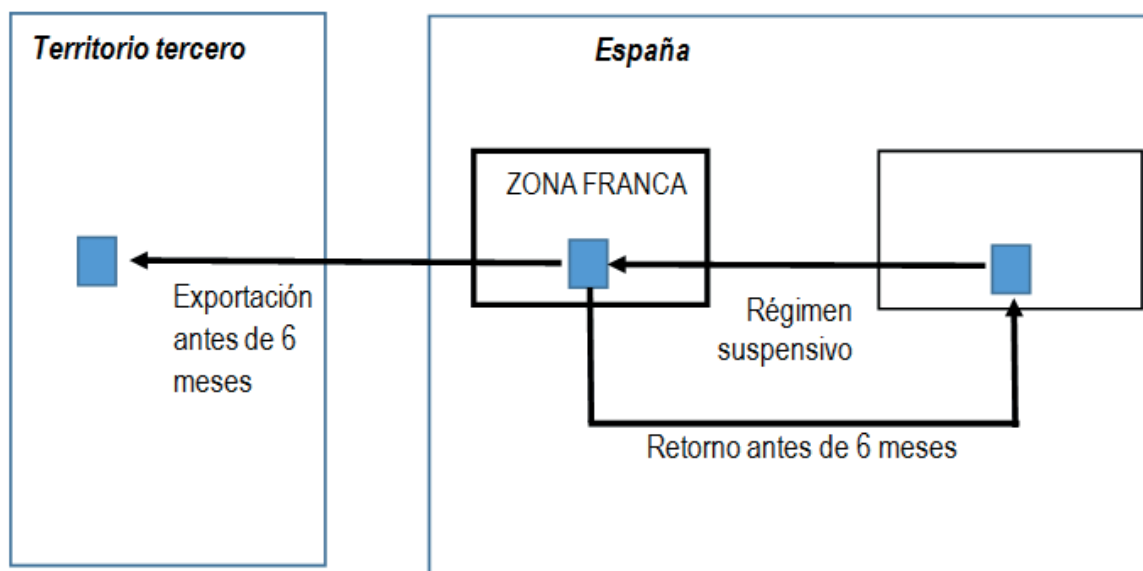 Territorio tercero
España
ZONA FRANCA
Exportación
antes de 6
meses
Régimen
suspensivo
Retorno antes de 6 meses